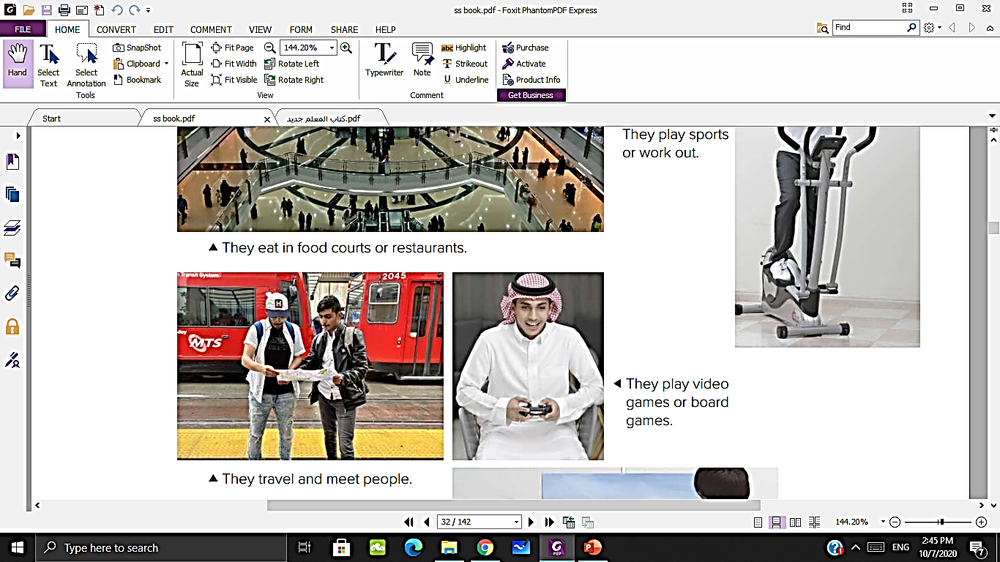 ss book.pdf - Foxit PhantomPDF Express
FILE HOME CONVERT EDIT COMMENT VIEW FORM SHARE HELP
Find
Hand
Select Text
Select Annotation
SnapShot
Clipboard
Bookmark
Tools
Actual Size
Fit Page
Fit Width
Fit Visible
144.20%
Rotate Left
Rotate Right
View
Typewriter
Note
Highlight
Strikeout
Underline
Comment
Purchase
Activate
Product Info
Get Business
Start
ss book.pdf
كتاب المعلم جديد.pdf
They play sports
or work out.
They eat in food courts or restaurants.
Transit System
2045
MTS
H
They play video
games or board
games.
They travel and meet people.
32 / 142
144.20%
Type here to search
ENG
2:45 PM
10/7/2020
7